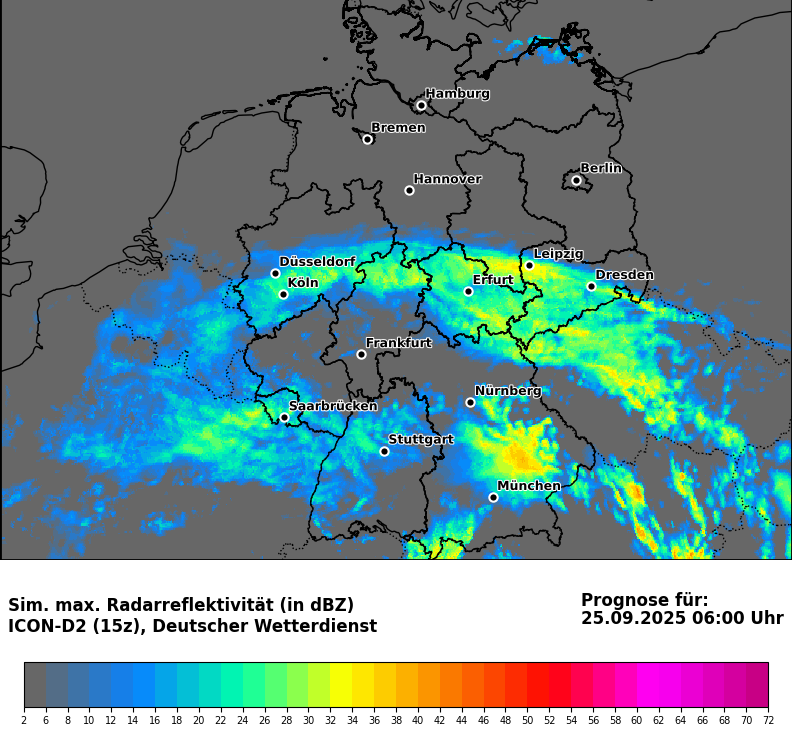 Hamburg
Bremen
Berlin
Hannover
Leipzig
Düsseldorf
Dresden
Köln
Erfurt
Frankfurt
Nürnberg
Saarbrücken
Stuttgart
München
Sim. max. Radarreflektivität (in dBZ)
ICON-D2 (15z), Deutscher Wetterdienst
Prognose für:
25.09.2025 06:00 Uhr
2 6 8 10 12 14 16 18 20 22 24 26 28 30 32 34 36 38 40 42 44 46 48 50 52 54 56 58 60 62 64 66 68 70 72